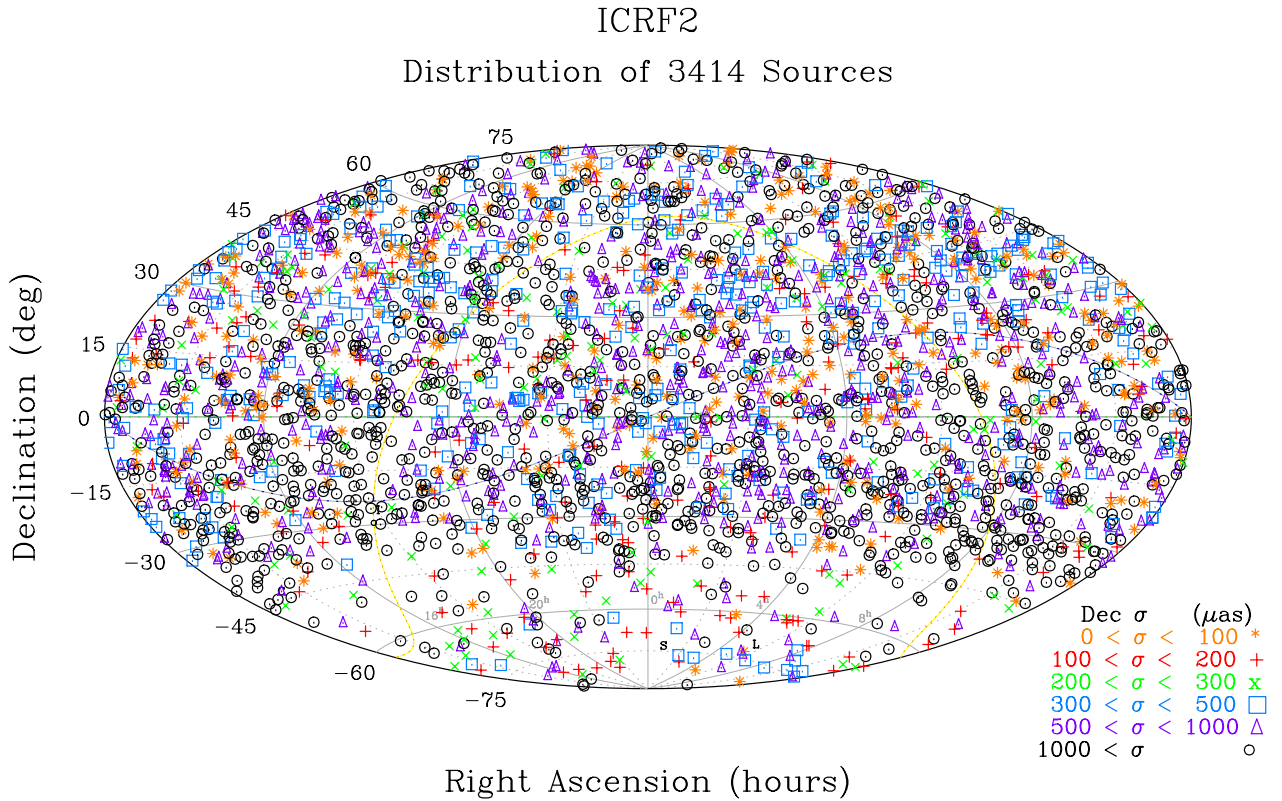 ICRF2
Distribution of 3414 Sources
75
60
45
30
15
0
−15
−30
−45
−60
−75
Declination (deg)
16h 20h 0h 4h 8h
S L
Dec σ (μas)
0 < σ < 100 *
100 < σ < 200 +
200 < σ < 300 x
300 < σ < 500 □
500 < σ < 1000 △
1000 < σ ○
Right Ascension (hours)